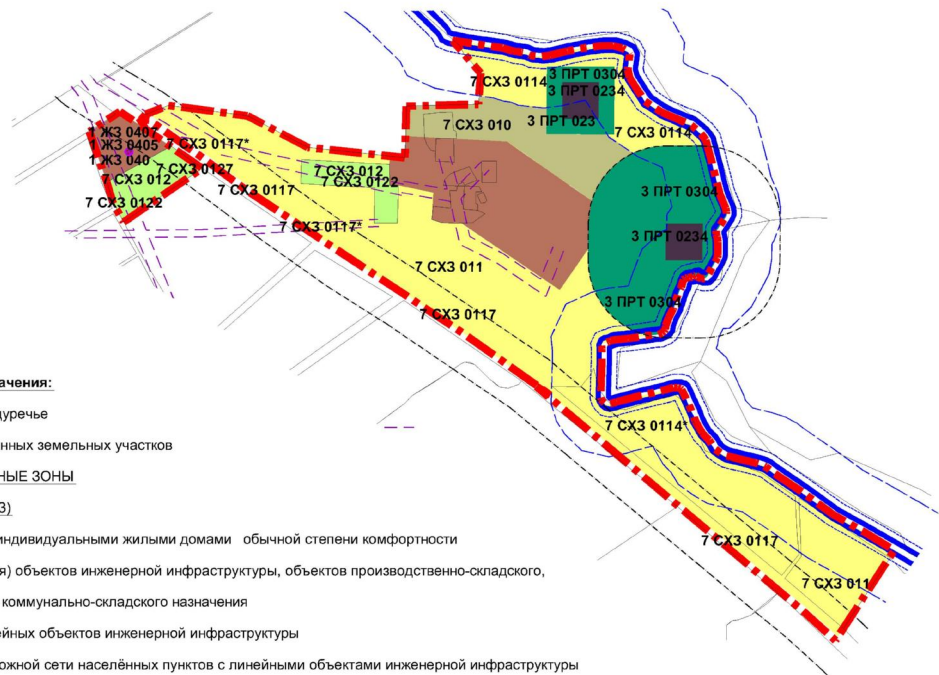 3 ПРТ 0304
7 СХЗ 0114
3 ПРТ 0234
7 СХЗ 010
3 ПРТ 023
7 СХЗ 0114
1 ЖЗ 0407
1 ЖЗ 0405
7 СХЗ 0117*
1 ЖЗ 040
7 СХЗ 0127
7 СХЗ 012
7 СХЗ 012
7 СХЗ 0122
7 СХЗ 0117
3 ПРТ 0304
7 СХЗ 0122
7 СХЗ 0117*
3 ПРТ 0234
7 СХЗ 011
3 ПРТ 0304
7 СХЗ 0117
ачения:
дуречье
7 СХЗ 0114*
нных земельных участков
НЫЕ ЗОНЫ
З)
индивидуальными жилыми домами обычной степени комфортности
7 СХЗ 0117
я) объектов инженерной инфраструктуры, объектов производственно-складского,
7 СХЗ 011
коммунально-складского назначения
ейных объектов инженерной инфраструктуры
ожной сети населённых пунктов с линейными объектами инженерной инфраструктуры